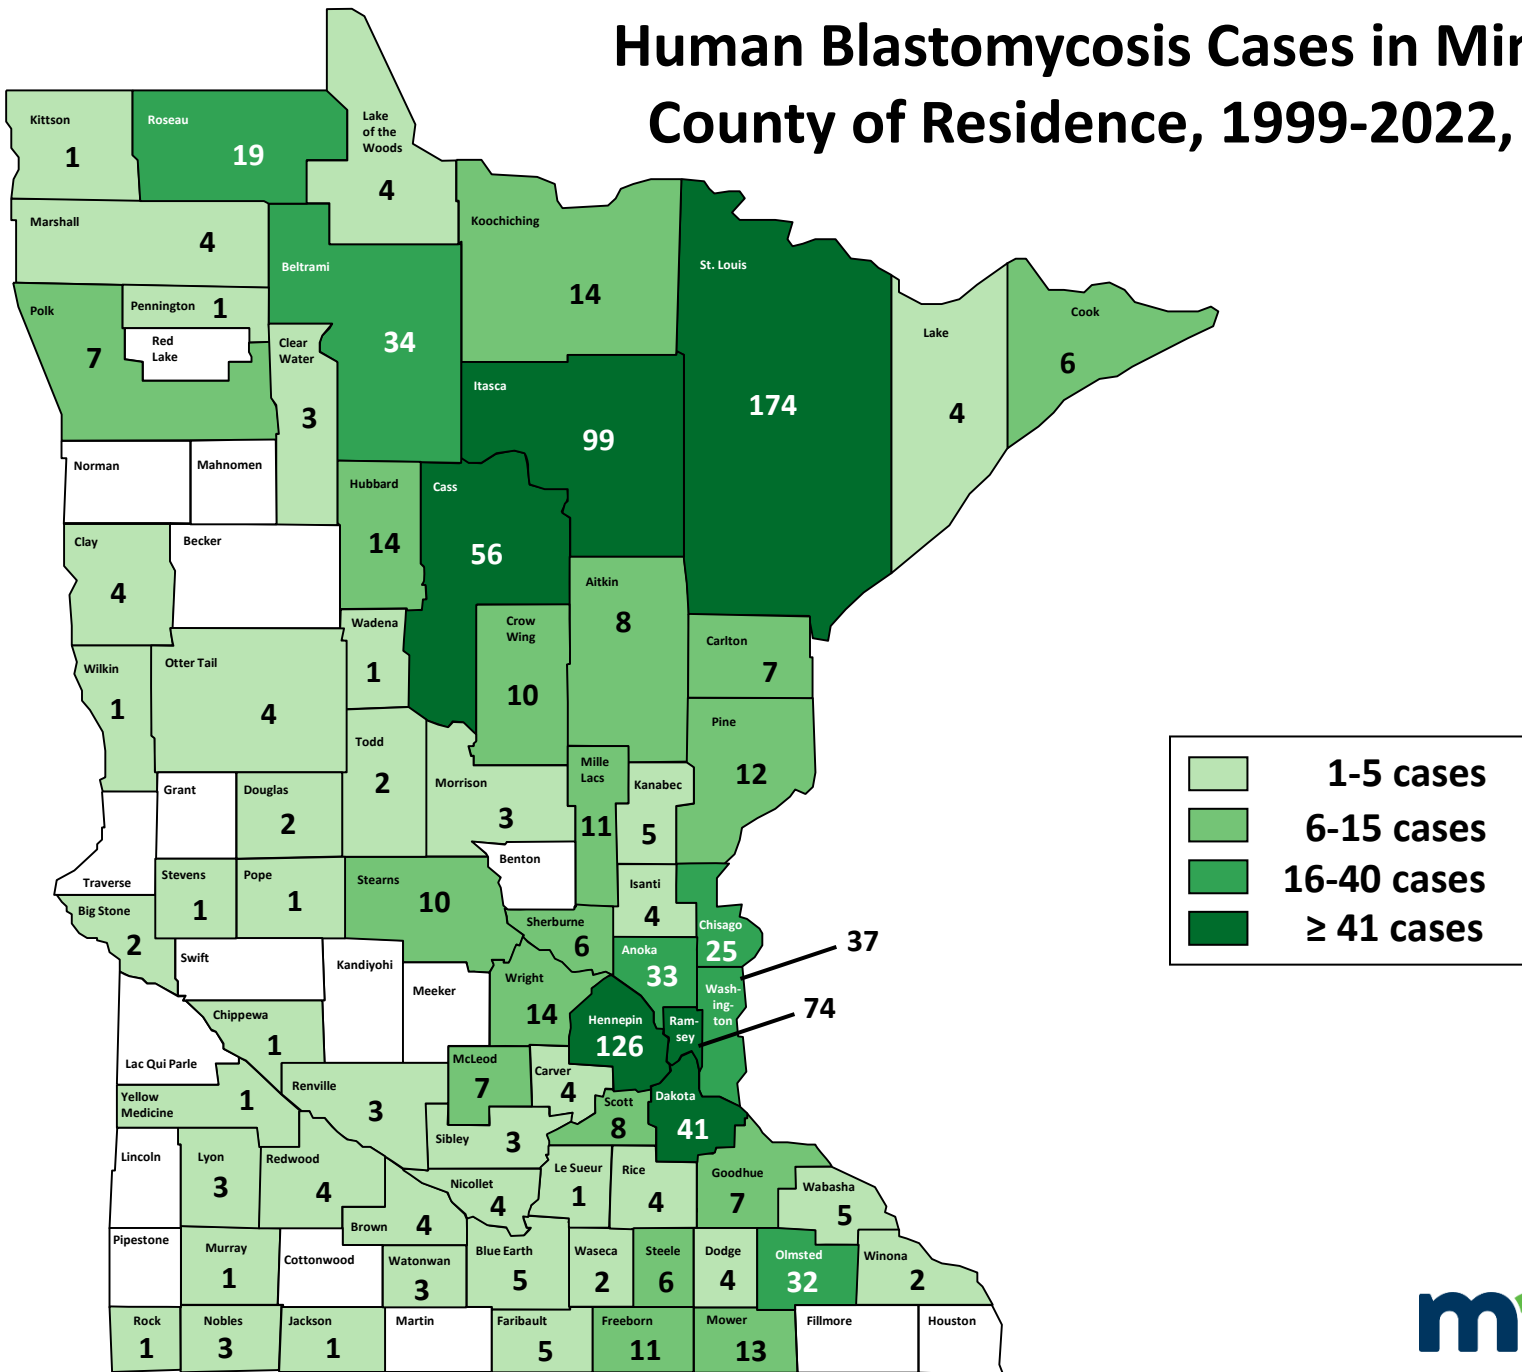 Human Blastomycosis Cases in Min
County of Residence, 1999-2022,
Kittson
1
Roseau
19
Lake
of the
Woods
4
Marshall
4
Koochiching
14
St. Louis
174
Beltrami
34
Polk
7
Pennington
1
Red
Lake
Clear
Water
3
Lake
4
Cook
6
Itasca
99
Norman
Mahnomen
Hubbard
14
Cass
56
Clay
4
Becker
Aitkin
8
Wadena
1
Crow
Wing
10
Carlton
7
Wilkin
1
Otter Tail
4
Pine
12
Todd
2
Morrison
3
Mille
Lacs
11
Kanabec
5
Grant
Douglas
2
Benton
Traverse
Stevens
1
Pope
1
Stearns
10
Isanti
4
Big Stone
2
Sherburne
6
Chisago
25
Anoka
33
37
Swift
Kandiyohi
Meeker
Wright
14
Wash-
ing-
ton
74
Chippewa
1
Hennepin
126
Ram-
sey
Lac Qui Parle
McLeod
7
Carver
4
Renville
3
Yellow
Medicine
1
Scott
8
Dakota
41
Sibley
3
Lincoln
Lyon
3
Redwood
4
Nicollet
4
Le Sueur
1
Rice
4
Goodhue
7
Wabasha
5
Brown
4
Pipestone
Murray
1
Cottonwood
Watonwan
3
Blue Earth
5
Waseca
2
Steele
6
Dodge
4
Olmsted
32
Winona
2
Rock
1
Nobles
3
Jackson
1
Martin
Faribault
5
Freeborn
11
Mower
13
Fillmore
Houston
1-5 cases
6-15 cases
16-40 cases
≥ 41 cases
m